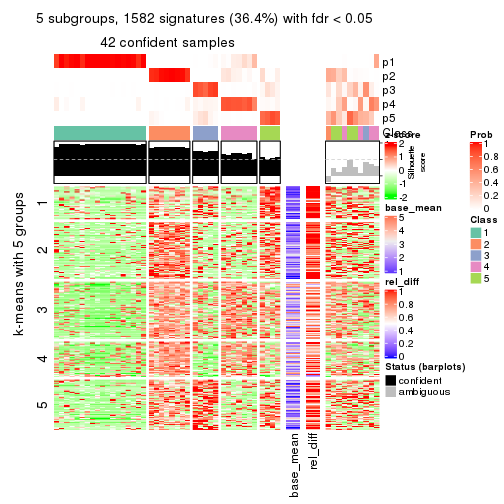 5 subgroups, 1582 signatures (36.4%) with fdr < 0.05
42 confident samples
p1
p2
p3
p4
p5
Class
z-score
2
1
0
-1
-2
Silhouette
score
k-means with 5 groups
1
2
3
4
5
base_mean
rel_diff
base_mean
5
4
3
2
1
rel_diff
1
0.8
0.6
0.4
0.2
0
Status (barplots)
confident
ambiguous
Prob
1
0.8
0.6
0.4
0.2
0
Class
1
2
3
4
5